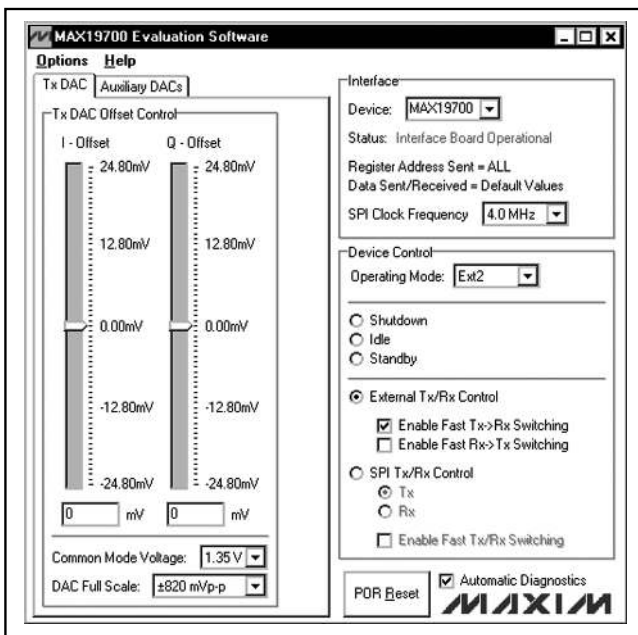 MAX19700 Evaluation Software
Options Help
Tx DAC Auxiliary DACs
Tx DAC Offset Control
I - Offset Q - Offset
24.80mV 24.80mV
12.80mV 12.80mV
0.00mV 0.00mV
-12.80mV -12.80mV
-24.80mV -24.80mV
0 mV 0 mV
Common Mode Voltage: 1.35 V
DAC Full Scale: ±820 mVp-p
Interface
Device: MAX19700
Status: Interface Board Operational
Register Address Sent = ALL
Data Sent/Received = Default Values
SPI Clock Frequency 4.0 MHz
Device Control
Operating Mode: Ext2
Shutdown
Idle
Standby
External Tx/Rx Control
Enable Fast Tx->Rx Switching
Enable Fast Rx->Tx Switching
SPI Tx/Rx Control
Tx
Rx
Enable Fast Tx/Rx Switching
POR Reset
Automatic Diagnostics
MAXIM